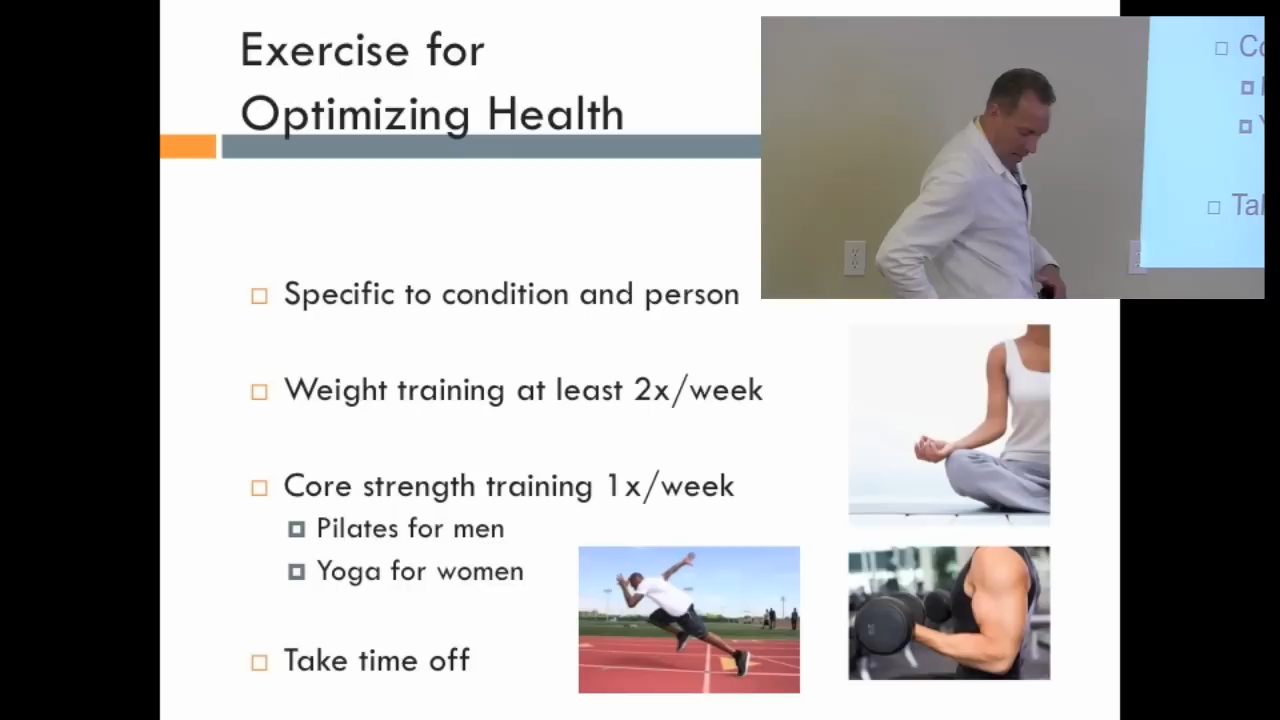 Exercise for
Optimizing Health
Specific to condition and person
Weight training at least 2x/week
Core strength training 1x/week
Pilates for men
Yoga for women
Take time off